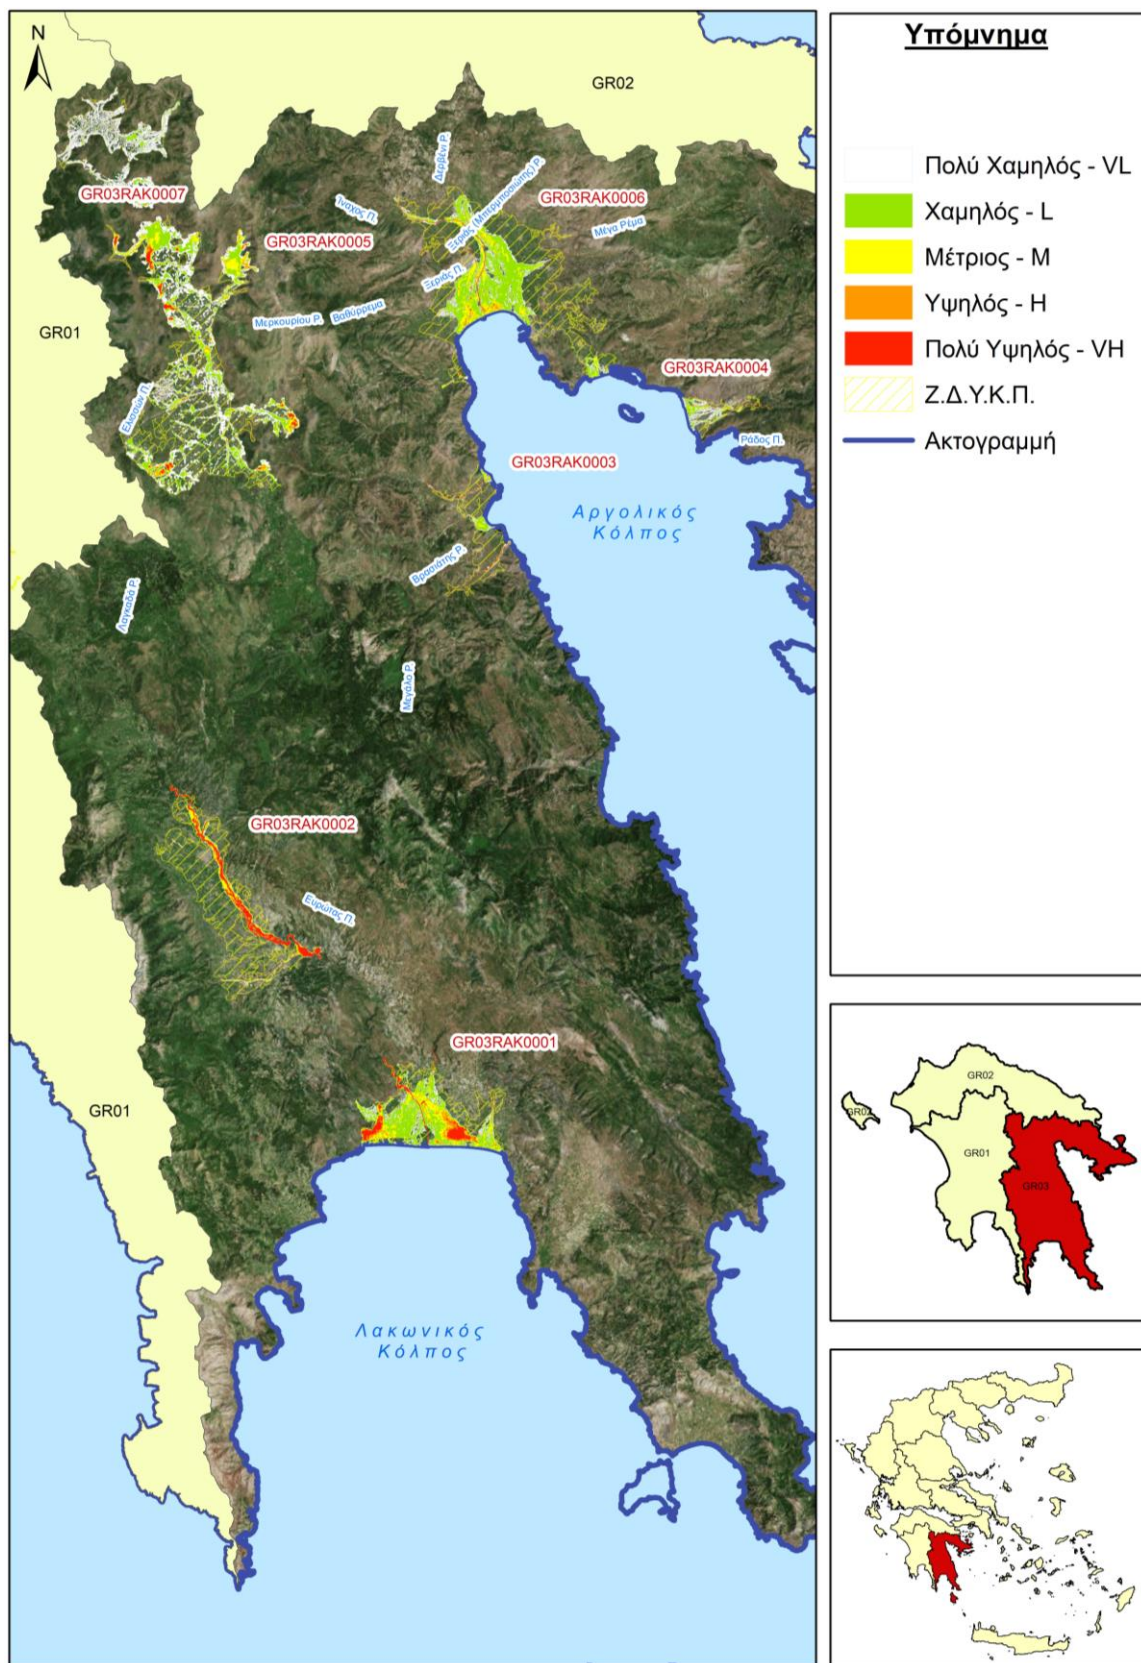 N
GR02
Δερβένι Ρ.
GR03RAK0007
Ίναχος Π.
Ξεριάς (Μπερμπασιώτης) Ρ.
GR03RAK0006
Μέγα Ρέμα
GR03RAK0005
Ξεριάς Π.
Μερκουρίου Ρ.
Βαθύρρεμα
GR01
GR03RAK0004
Ελισσών Π.
Ράδος Π.
GR03RAK0003
Αργολικός
Κόλπος
Βρασιάτης Ρ.
Λαγκαδά Ρ.
Μεγάλο Ρ.
GR03RAK0002
Ευρώτας Π.
GR03RAK0001
GR01
Λακωνικός
Κόλπος
Υπόμνημα
Πολύ Χαμηλός - VL
Χαμηλός - L
Μέτριος - M
Υψηλός - H
Πολύ Υψηλός - VH
Ζ.Δ.Υ.Κ.Π.
Ακτογραμμή
GR02
GR02
GR01
GR03